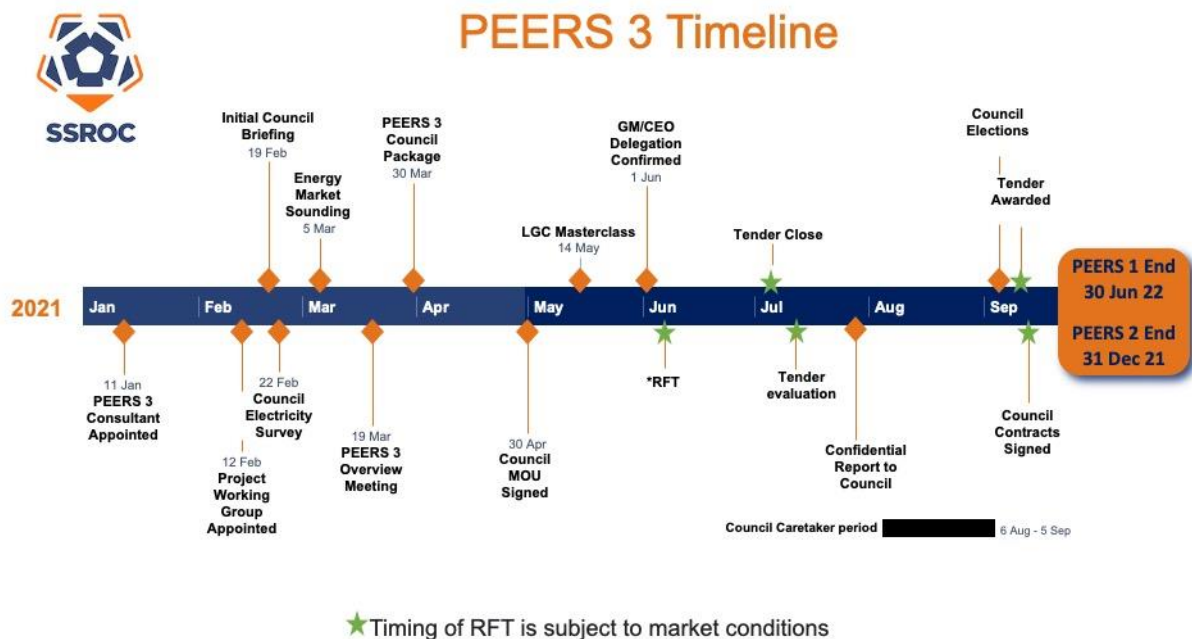 PEERS 3 Timeline
SSROC
Initial Council
Briefing
19 Feb
Energy
Market
Sounding
5 Mar
PEERS 3
Council
Package
30 Mar
LGC Masterclass
14 May
GM/CEO
Delegation
Confirmed
1 Jun
Tender Close
Council
Elections
Tender
Awarded
2021
Jan
Feb
Mar
Apr
May
Jun
Jul
Aug
Sep
PEERS 1 End
30 Jun 22
PEERS 2 End
31 Dec 21
11 Jan
PEERS 3
Consultant
Appointed
12 Feb
Project
Working
Group
Appointed
22 Feb
Council
Electricity
Survey
19 Mar
PEERS 3
Overview
Meeting
30 Apr
Council
MOU
Signed
*RFT
Tender
evaluation
Confidential
Report to
Council
Council
Contracts
Signed
Council Caretaker period
6 Aug - 5 Sep
Timing of RFT is subject to market conditions